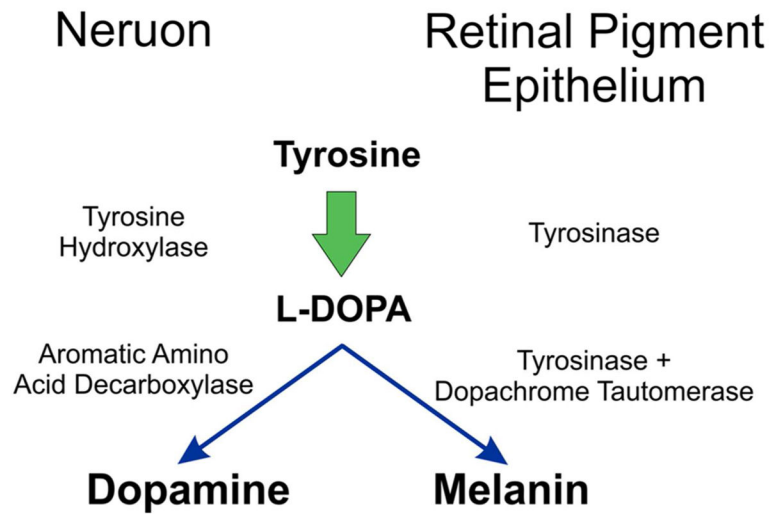 Neruon
Retinal Pigment
Epithelium
Tyrosine
Tyrosine
Hydroxylase
Tyrosinase
L-DOPA
Aromatic Amino
Acid Decarboxylase
Tyrosinase +
Dopachrome Tautomerase
Dopamine
Melanin